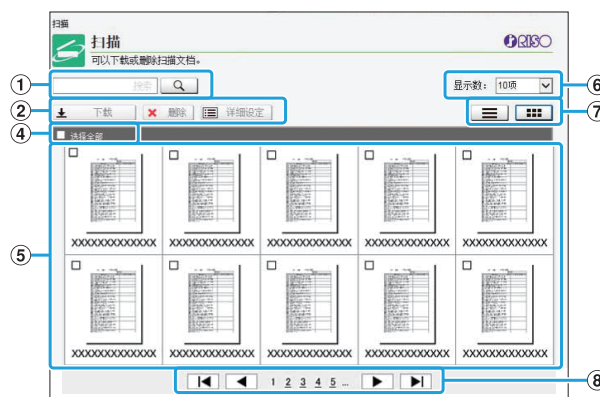 扫描
扫描
RISO
可以下载或删除扫描文档。
① 搜索 显示数: 10项 ⑥
② 下载 删除 详细设定 ⑦
④ 选择全部
XXXXXXXXXXXXX XXXXXXXXXXXXX XXXXXXXXXXXXX XXXXXXXXXXXXX XXXXXXXXXXXXX
⑤
XXXXXXXXXXXXX XXXXXXXXXXXXX XXXXXXXXXXXXX XXXXXXXXXXXXX XXXXXXXXXXXXX
1 2 3 4 5 ... ⑧